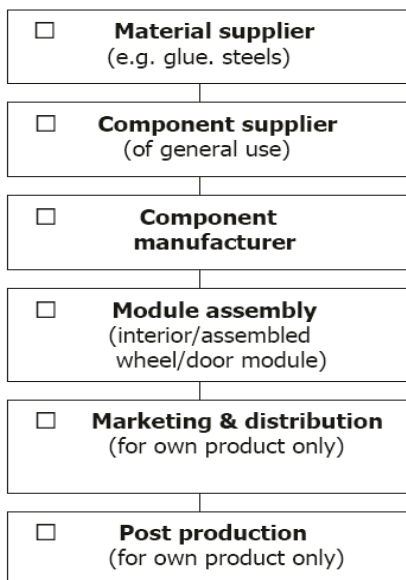 ☐ Material supplier
(e.g. glue. steels)
☐ Component supplier
(of general use)
☐ Component
manufacturer
☐ Module assembly
(interior/assembled
wheel/door module)
☐ Marketing & distribution
(for own product only)
☐ Post production
(for own product only)